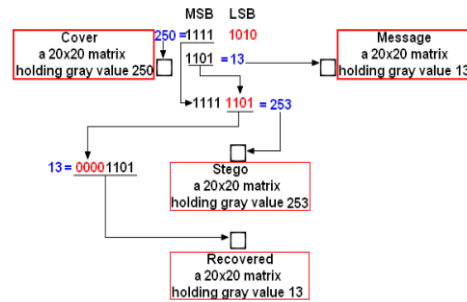 MSB LSB
Cover
a 20x20 matrix
holding gray value 250
250 = 1111 1010
1101 = 13
Message
a 20x20 matrix
holding gray value 13
1111 1101 = 253
13 = 00001101
Stego
a 20x20 matrix
holding gray value 253
Recovered
a 20x20 matrix
holding gray value 13